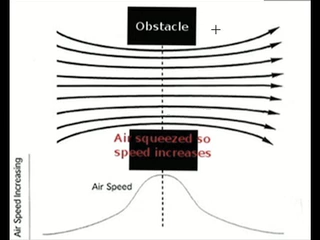 Obstacle
Air squeezed so
speed increases
Air Speed
Air Speed Increasing